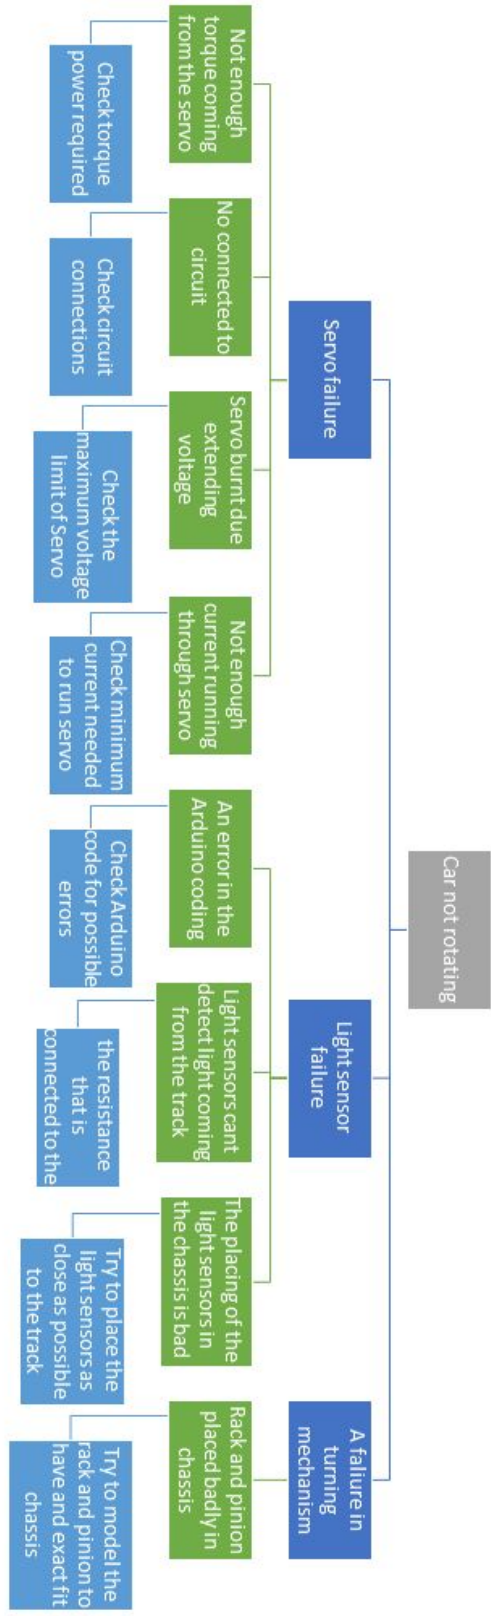 Car not rotating
Servo failure
Light sensor
failure
A faliure in
turning
mechanism
Not enough
torque coming
from the servo
No connected to
circuit
Servo burnt due
extending
voltage
Not enough
current running
through servo
An error in the
Arduino coding
Light sensors cant
detect light coming
from the track
The placing of the
light sensors in
the chassis is bad
Rack and pinion
placed badly in
chassis
Check torque
power required
Check circuit
connections
Check the
maximum voltage
limit of Servo
Check minimum
current needed
to run servo
Check Arduino
code for possible
errors
the resistance
that is
connected to the
Try to place the
light sensors as
close as possible
to the track
Try to model the
rack and pinion to
have and exact fit
chassis